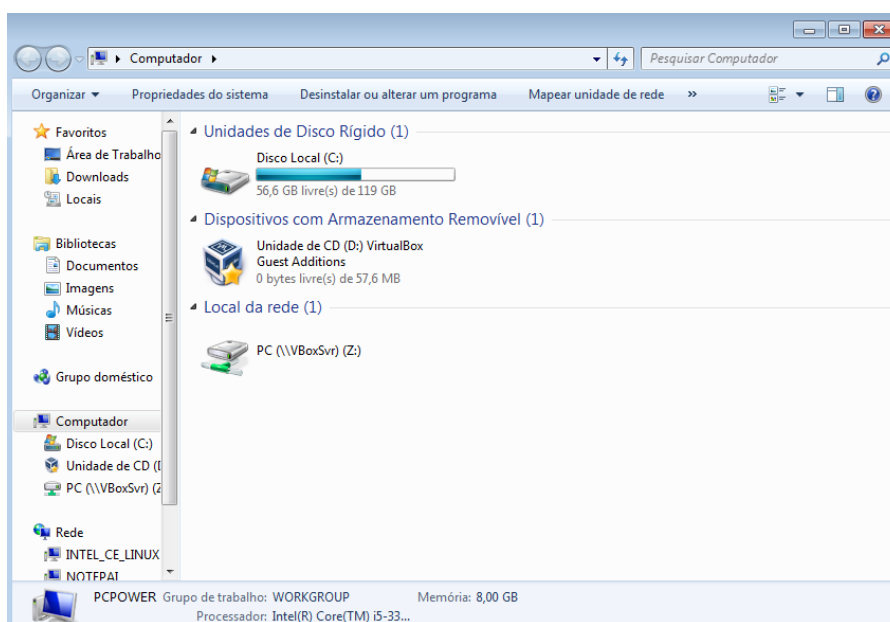 Computador
Pesquisar Computador
Organizar
Propriedades do sistema
Desinstalar ou alterar um programa
Mapear unidade de rede
»
Favoritos
Área de Trabalho
Downloads
Locais
Bibliotecas
Documentos
Imagens
Músicas
Vídeos
Grupo doméstico
Computador
Disco Local (C:)
Unidade de CD (
PC (\\VBoxSvr) (Z
Rede
INTEL_CE_LINUX
NOTEPAI
Unidades de Disco Rígido (1)
Disco Local (C:)
56,6 GB livre(s) de 119 GB
Dispositivos com Armazenamento Removível (1)
Unidade de CD (D:) VirtualBox
Guest Additions
0 bytes livre(s) de 57,6 MB
Local da rede (1)
PC (\\VBoxSvr) (Z:)
PCPOWER Grupo de trabalho: WORKGROUP Memória: 8,00 GB
Processador: Intel(R) Core(TM) i5-33...